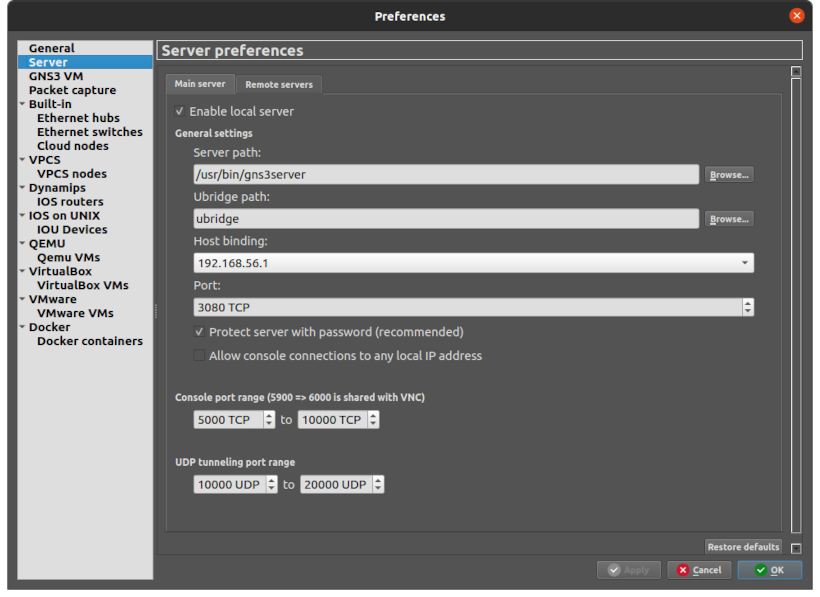 Preferences
General
Server
GNS3 VM
Packet capture
Built-in
Ethernet hubs
Ethernet switches
Cloud nodes
VPCS
VPCS nodes
Dynamips
IOS routers
IOS on UNIX
IOU Devices
QEMU
Qemu VMs
VirtualBox
VirtualBox VMs
VMware
VMware VMs
Docker
Docker containers
Server preferences
Main server
Remote servers
Enable local server
General settings
Server path:
/usr/bin/gns3server
Browse...
Ubridge path:
ubridge
Browse...
Host binding:
192.168.56.1
Port:
3080 TCP
Protect server with password (recommended)
Allow console connections to any local IP address
Console port range (5900 => 6000 is shared with VNC)
5000 TCP to 10000 TCP
UDP tunneling port range
10000 UDP to 20000 UDP
Restore defaults
Apply
Cancel
OK